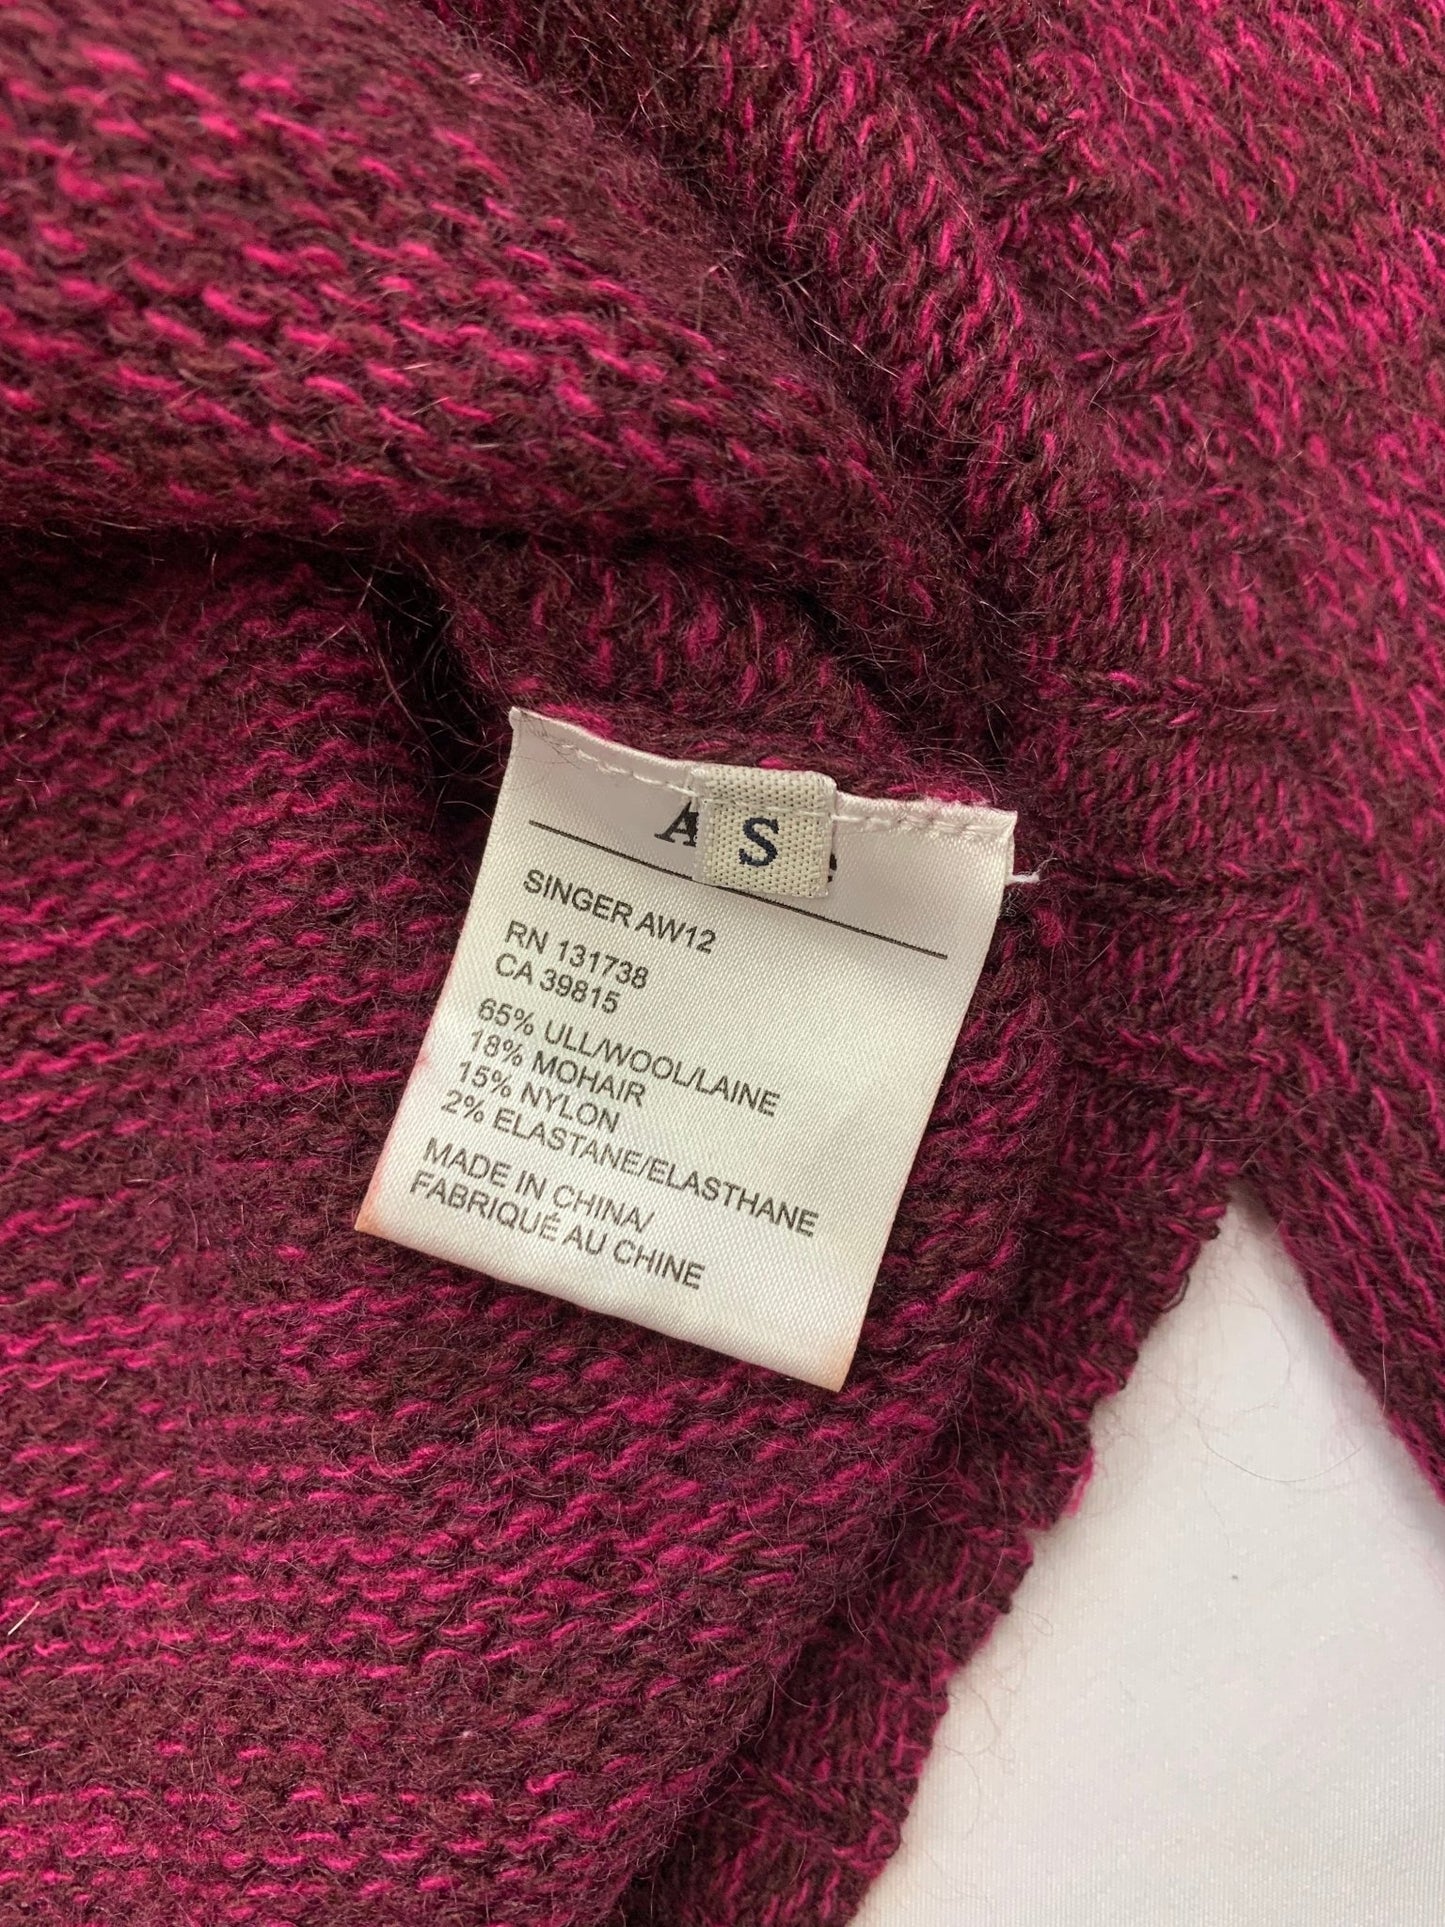 S
SINGER AW12
RN 131738
CA 39815
65% ULL/WOOL/LAINE
18% MOHAIR
15% NYLON
2% ELASTANE/ELASTHANE
MADE IN CHINA/
FABRIQUÉ AU CHINE